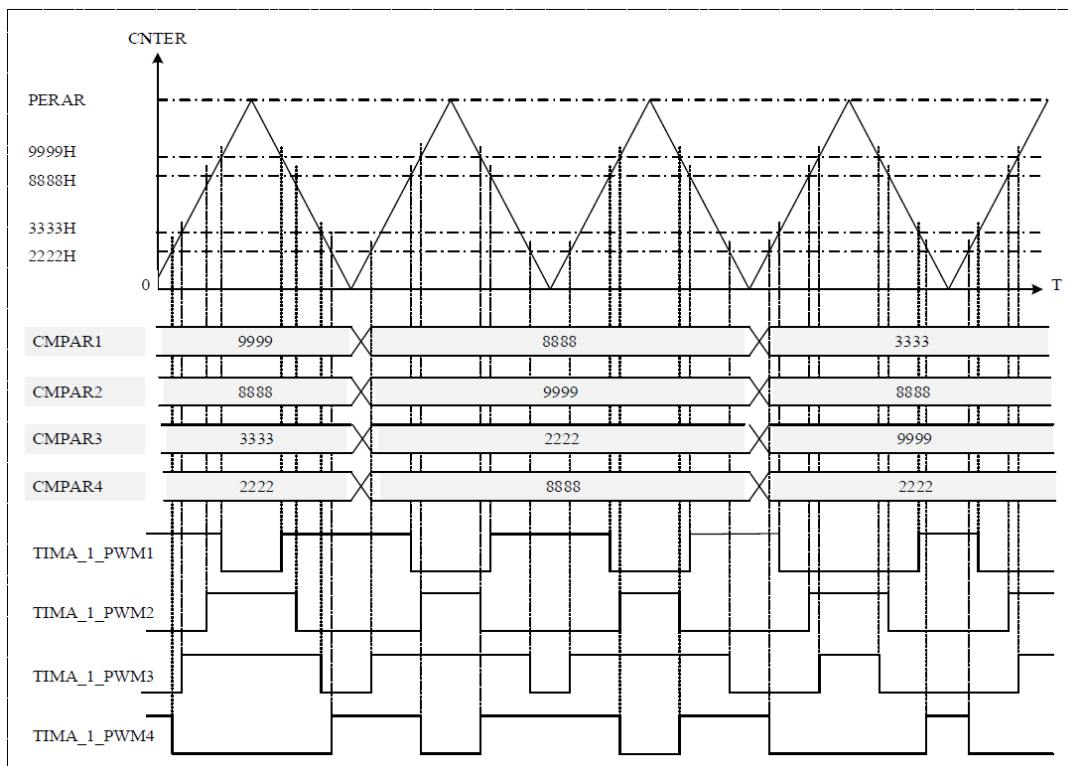 CNTER
PERAR
9999H
8888H
3333H
2222H
0 T
CMPAR1 9999 8888 3333
CMPAR2 8888 9999 8888
CMPAR3 3333 2222 9999
CMPAR4 2222 8888 2222
TIMA_1_PWM1
TIMA_1_PWM2
TIMA_1_PWM3
TIMA_1_PWM4